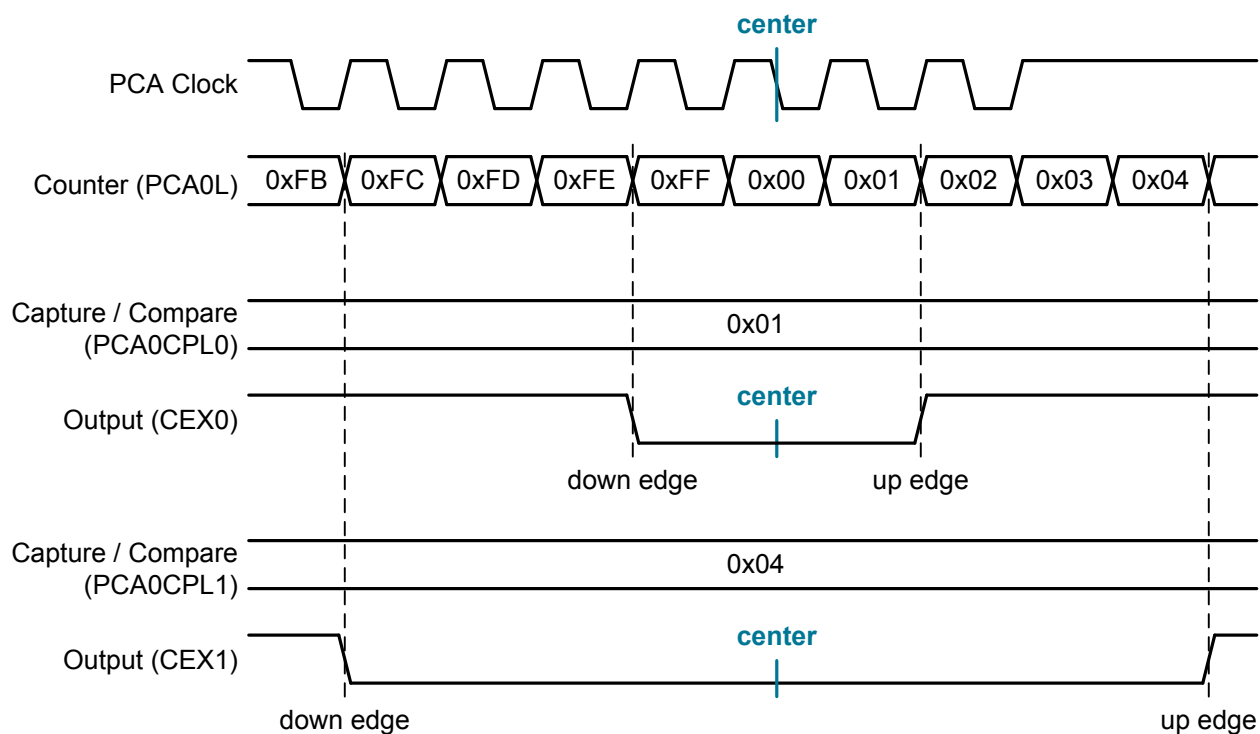 center
PCA Clock
Counter (PCA0L) 0xFB 0xFC 0xFD 0xFE 0xFF 0x00 0x01 0x02 0x03 0x04
Capture / Compare
(PCA0CPL0)
0x01
center
Output (CEX0)
down edge up edge
Capture / Compare
(PCA0CPL1)
0x04
center
Output (CEX1)
down edge up edge